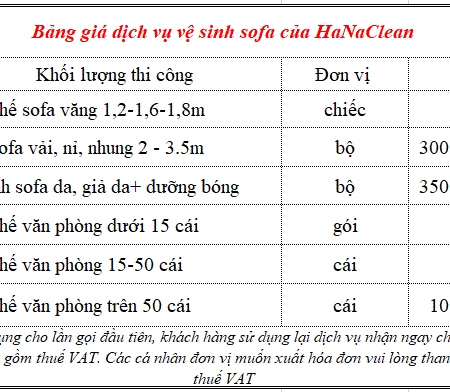 Bảng giá dịch vụ vệ sinh sofa của HaNaClean
Khối lượng thi công Đơn vị
hế sofa văng 1,2-1,6-1,8m chiếc
ofa vải, nỉ, nhung 2 - 3.5m bộ 300
nh sofa da, giả da+ dưỡng bóng bộ 350
hế văn phòng dưới 15 cái gói
hế văn phòng 15-50 cái cái
hế văn phòng trên 50 cái cái 10
ụng cho lần gọi đầu tiên, khách hàng sử dụng lại dịch vụ nhận ngay ch
gồm thuế VAT. Các cá nhân đơn vị muốn xuất hóa đơn vui lòng than
thuế VAT